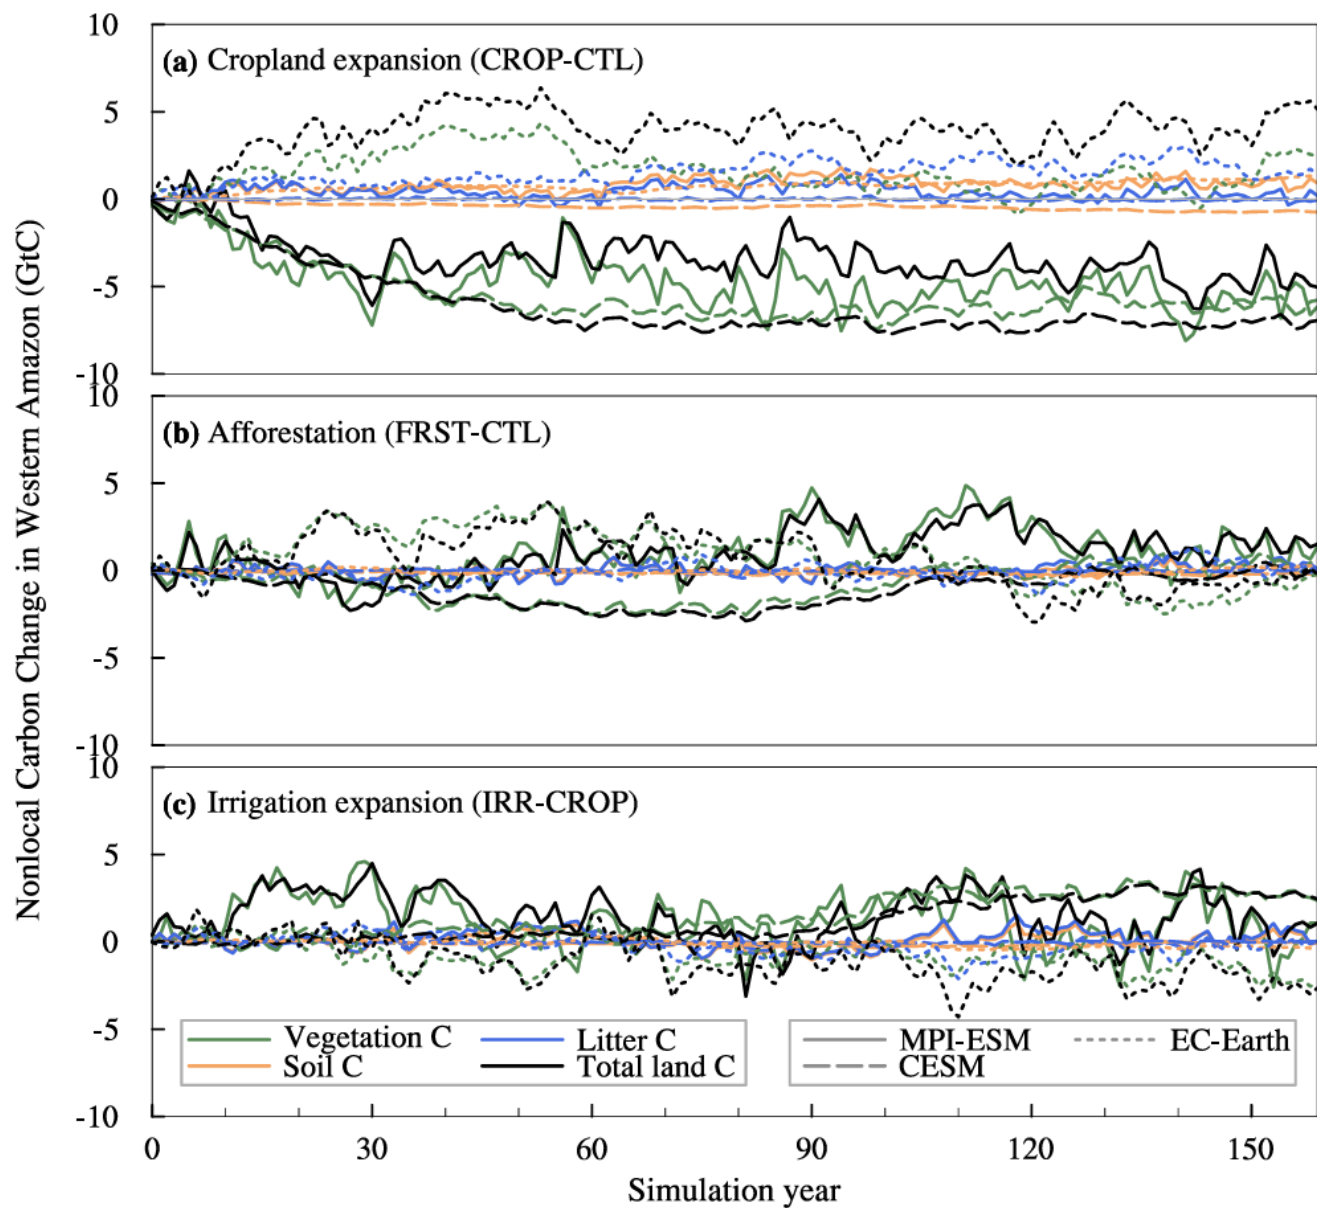 Nonlocal Carbon Change in Western Amazon (GtC)
10
(a) Cropland expansion (CROP-CTL)
5
0
-5
-10
10
(b) Afforestation (FRST-CTL)
5
0
-5
-10
10
(c) Irrigation expansion (IRR-CROP)
5
0
-5
Vegetation C
Litter C
MPI-ESM
EC-Earth
Soil C
Total land C
CESM
-10
0
30
60
90
120
150
Simulation year